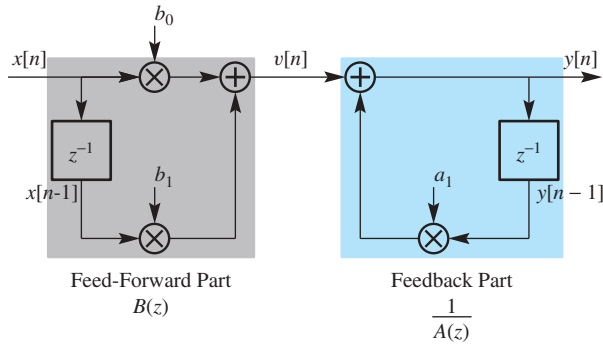 b₀
x[n]
v[n]
y[n]
z⁻¹
z⁻¹
x[n-1]
b₁
a₁
y[n − 1]
Feed-Forward Part
B(z)
Feedback Part
1
A(z)